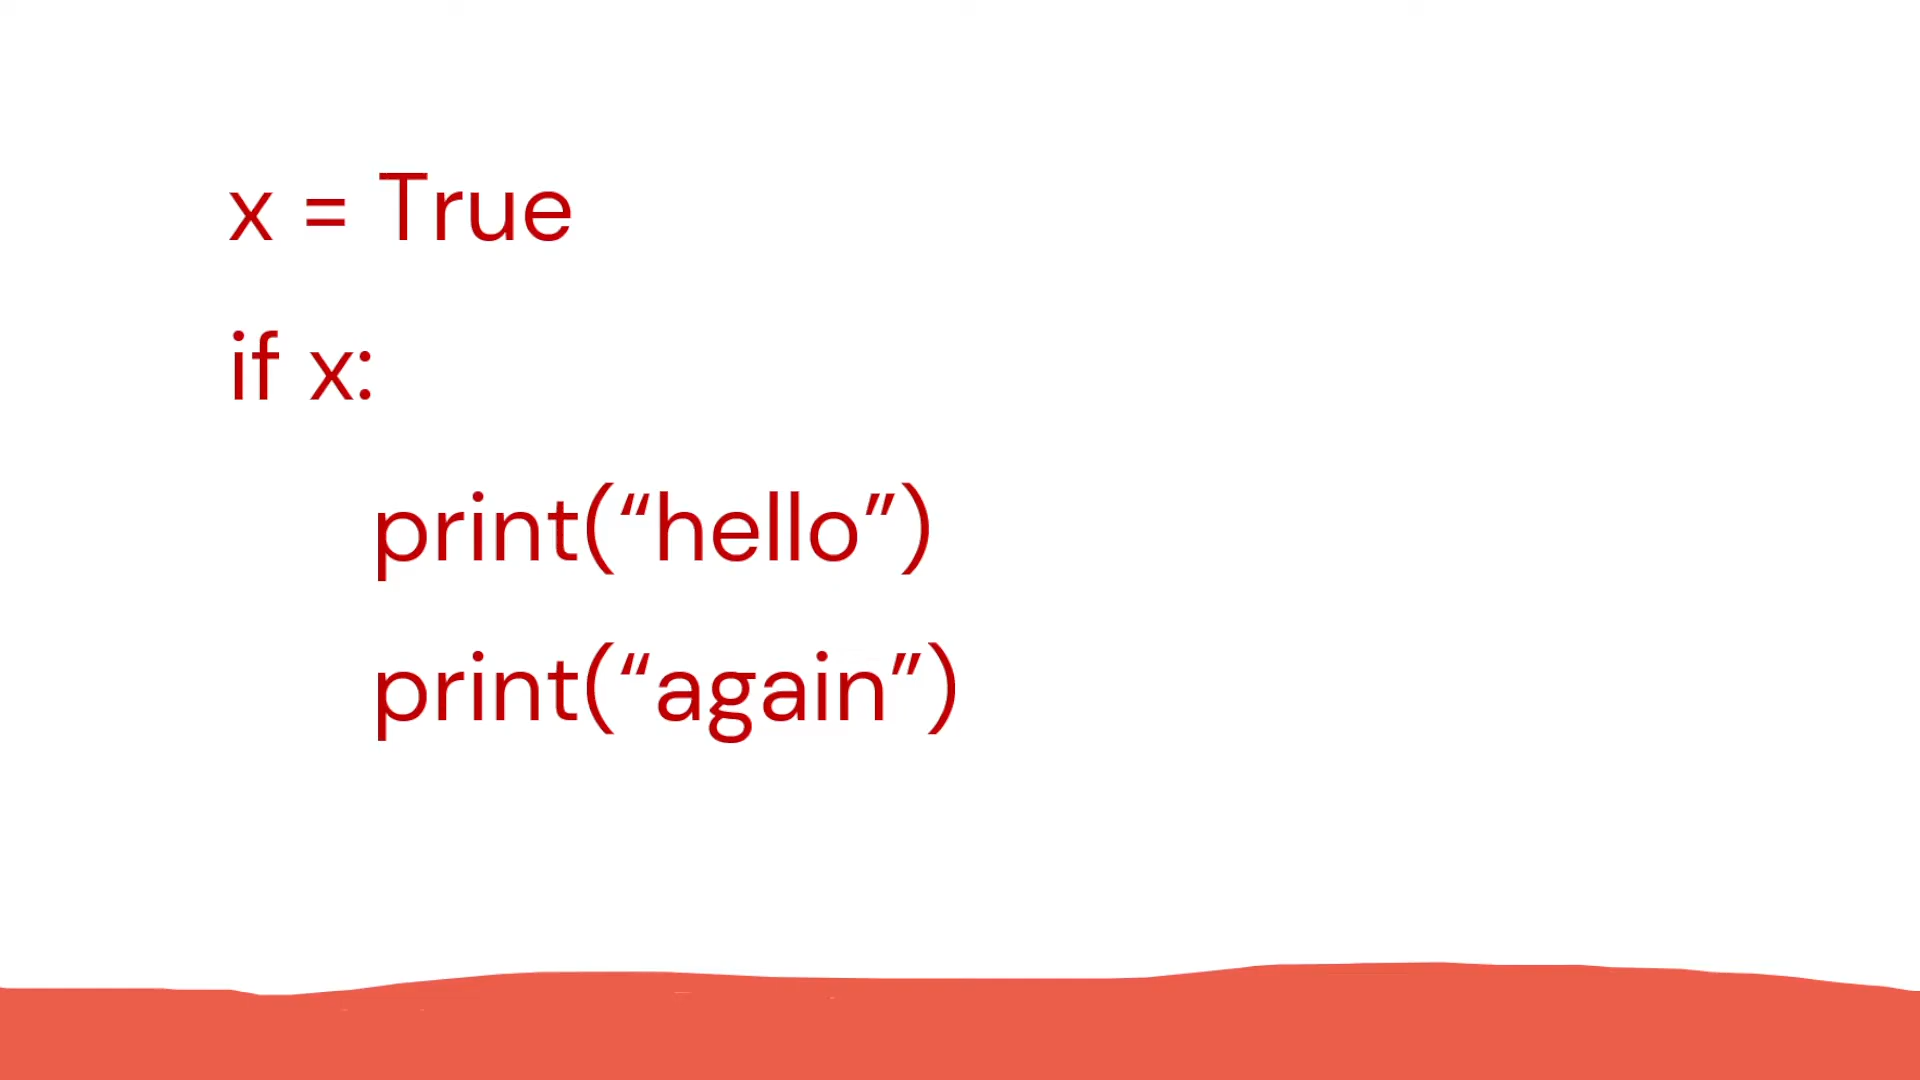 x = True
if x:
print(“hello”)
print(“again”)